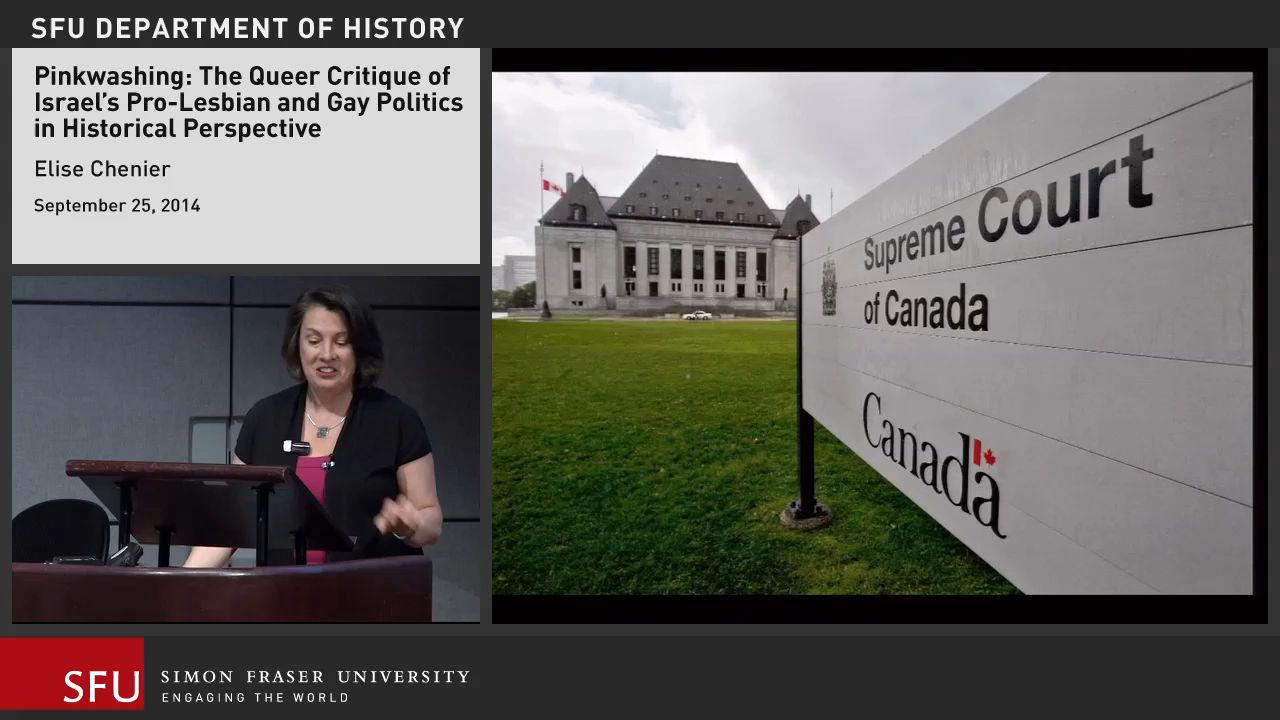 SFU DEPARTMENT OF HISTORY
Pinkwashing: The Queer Critique of
Israel's Pro-Lesbian and Gay Politics
in Historical Perspective
Elise Chenier
September 25, 2014
Supreme Court
of Canada
Canada
SFU
SIMON FRASER UNIVERSITY
ENGAGING THE WORLD